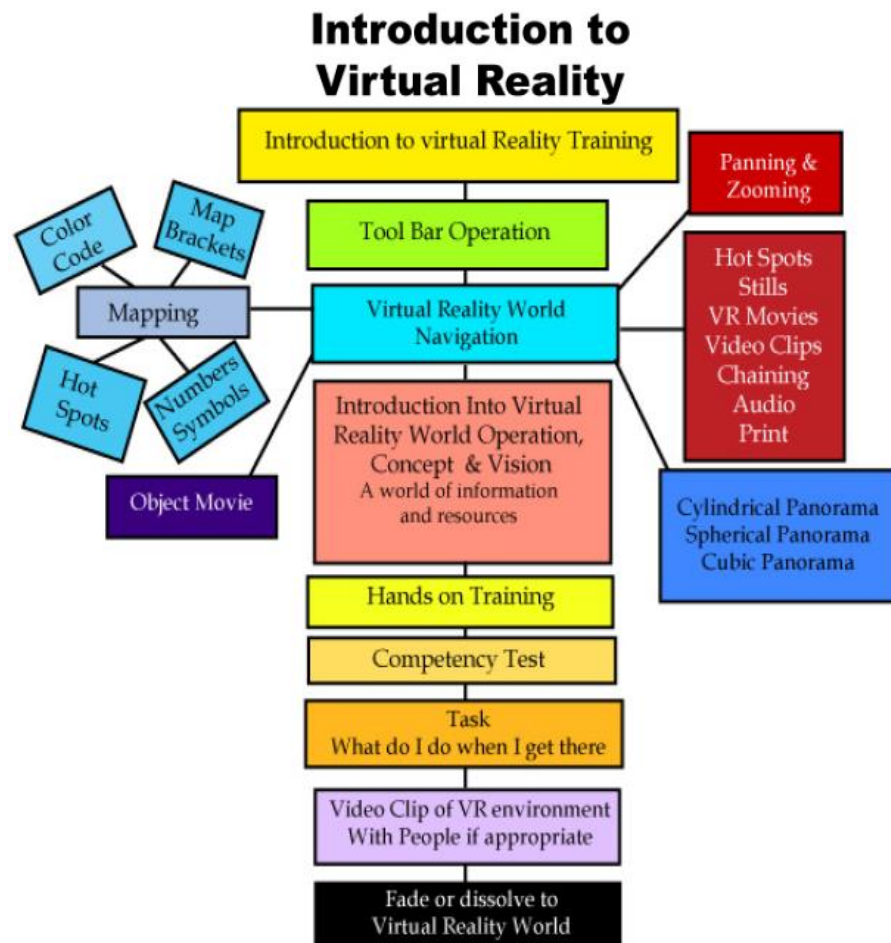 Introduction to
Virtual Reality
Introduction to virtual Reality Training
Panning &
Zooming
Tool Bar Operation
Color
Code
Map
Brackets
Mapping
Hot
Spots
Numbers
Symbols
Virtual Reality World
Navigation
Hot Spots
Stills
VR Movies
Video Clips
Chaining
Audio
Print
Object Movie
Introduction Into Virtual
Reality World Operation,
Concept & Vision
A world of information
and resources
Cylindrical Panorama
Spherical Panorama
Cubic Panorama
Hands on Training
Competency Test
Task
What do I do when I get there
Video Clip of VR environment
With People if appropriate
Fade or dissolve to
Virtual Reality World